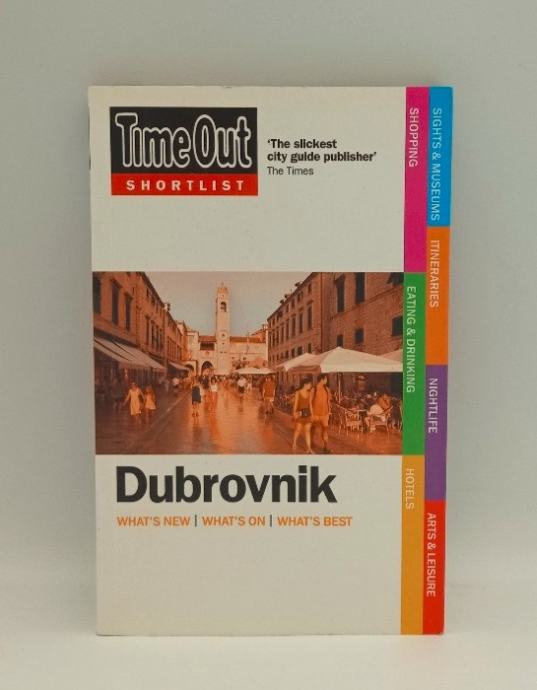 Time Out
SHORTLIST
'The slickest
city guide publisher'
The Times
Dubrovnik
WHAT'S NEW | WHAT'S ON | WHAT'S BEST
SHOPPING
EATING & DRINKING
HOTELS
SIGHTS & MUSEUMS
ITINERARIES
NIGHTLIFE
ARTS & LEISURE